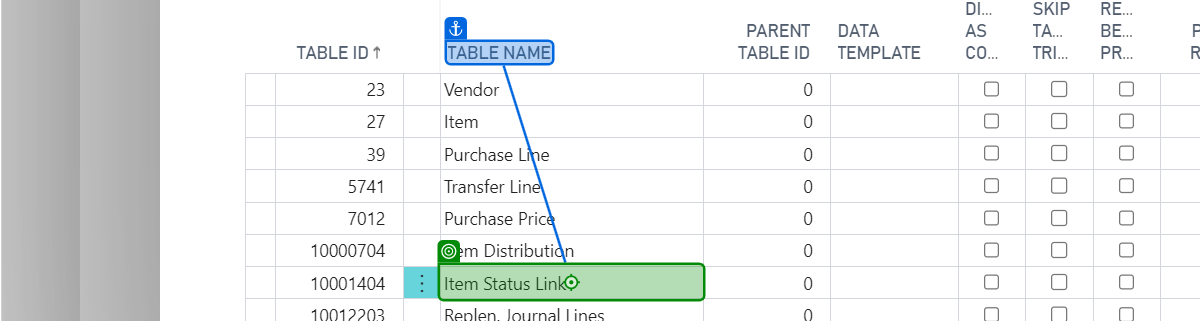 DI... SKIP RE...
PARENT DATA AS TA... BE... P
TABLE ID↑ TABLE NAME TABLE ID TEMPLATE CO... TRI... PR... R
23 Vendor 0
27 Item 0
39 Purchase Line 0
5741 Transfer Line 0
7012 Purchase Price 0
10000704 em Distribution 0
10001404 Item Status Link 0
10012203 Replen. Journal Lines 0